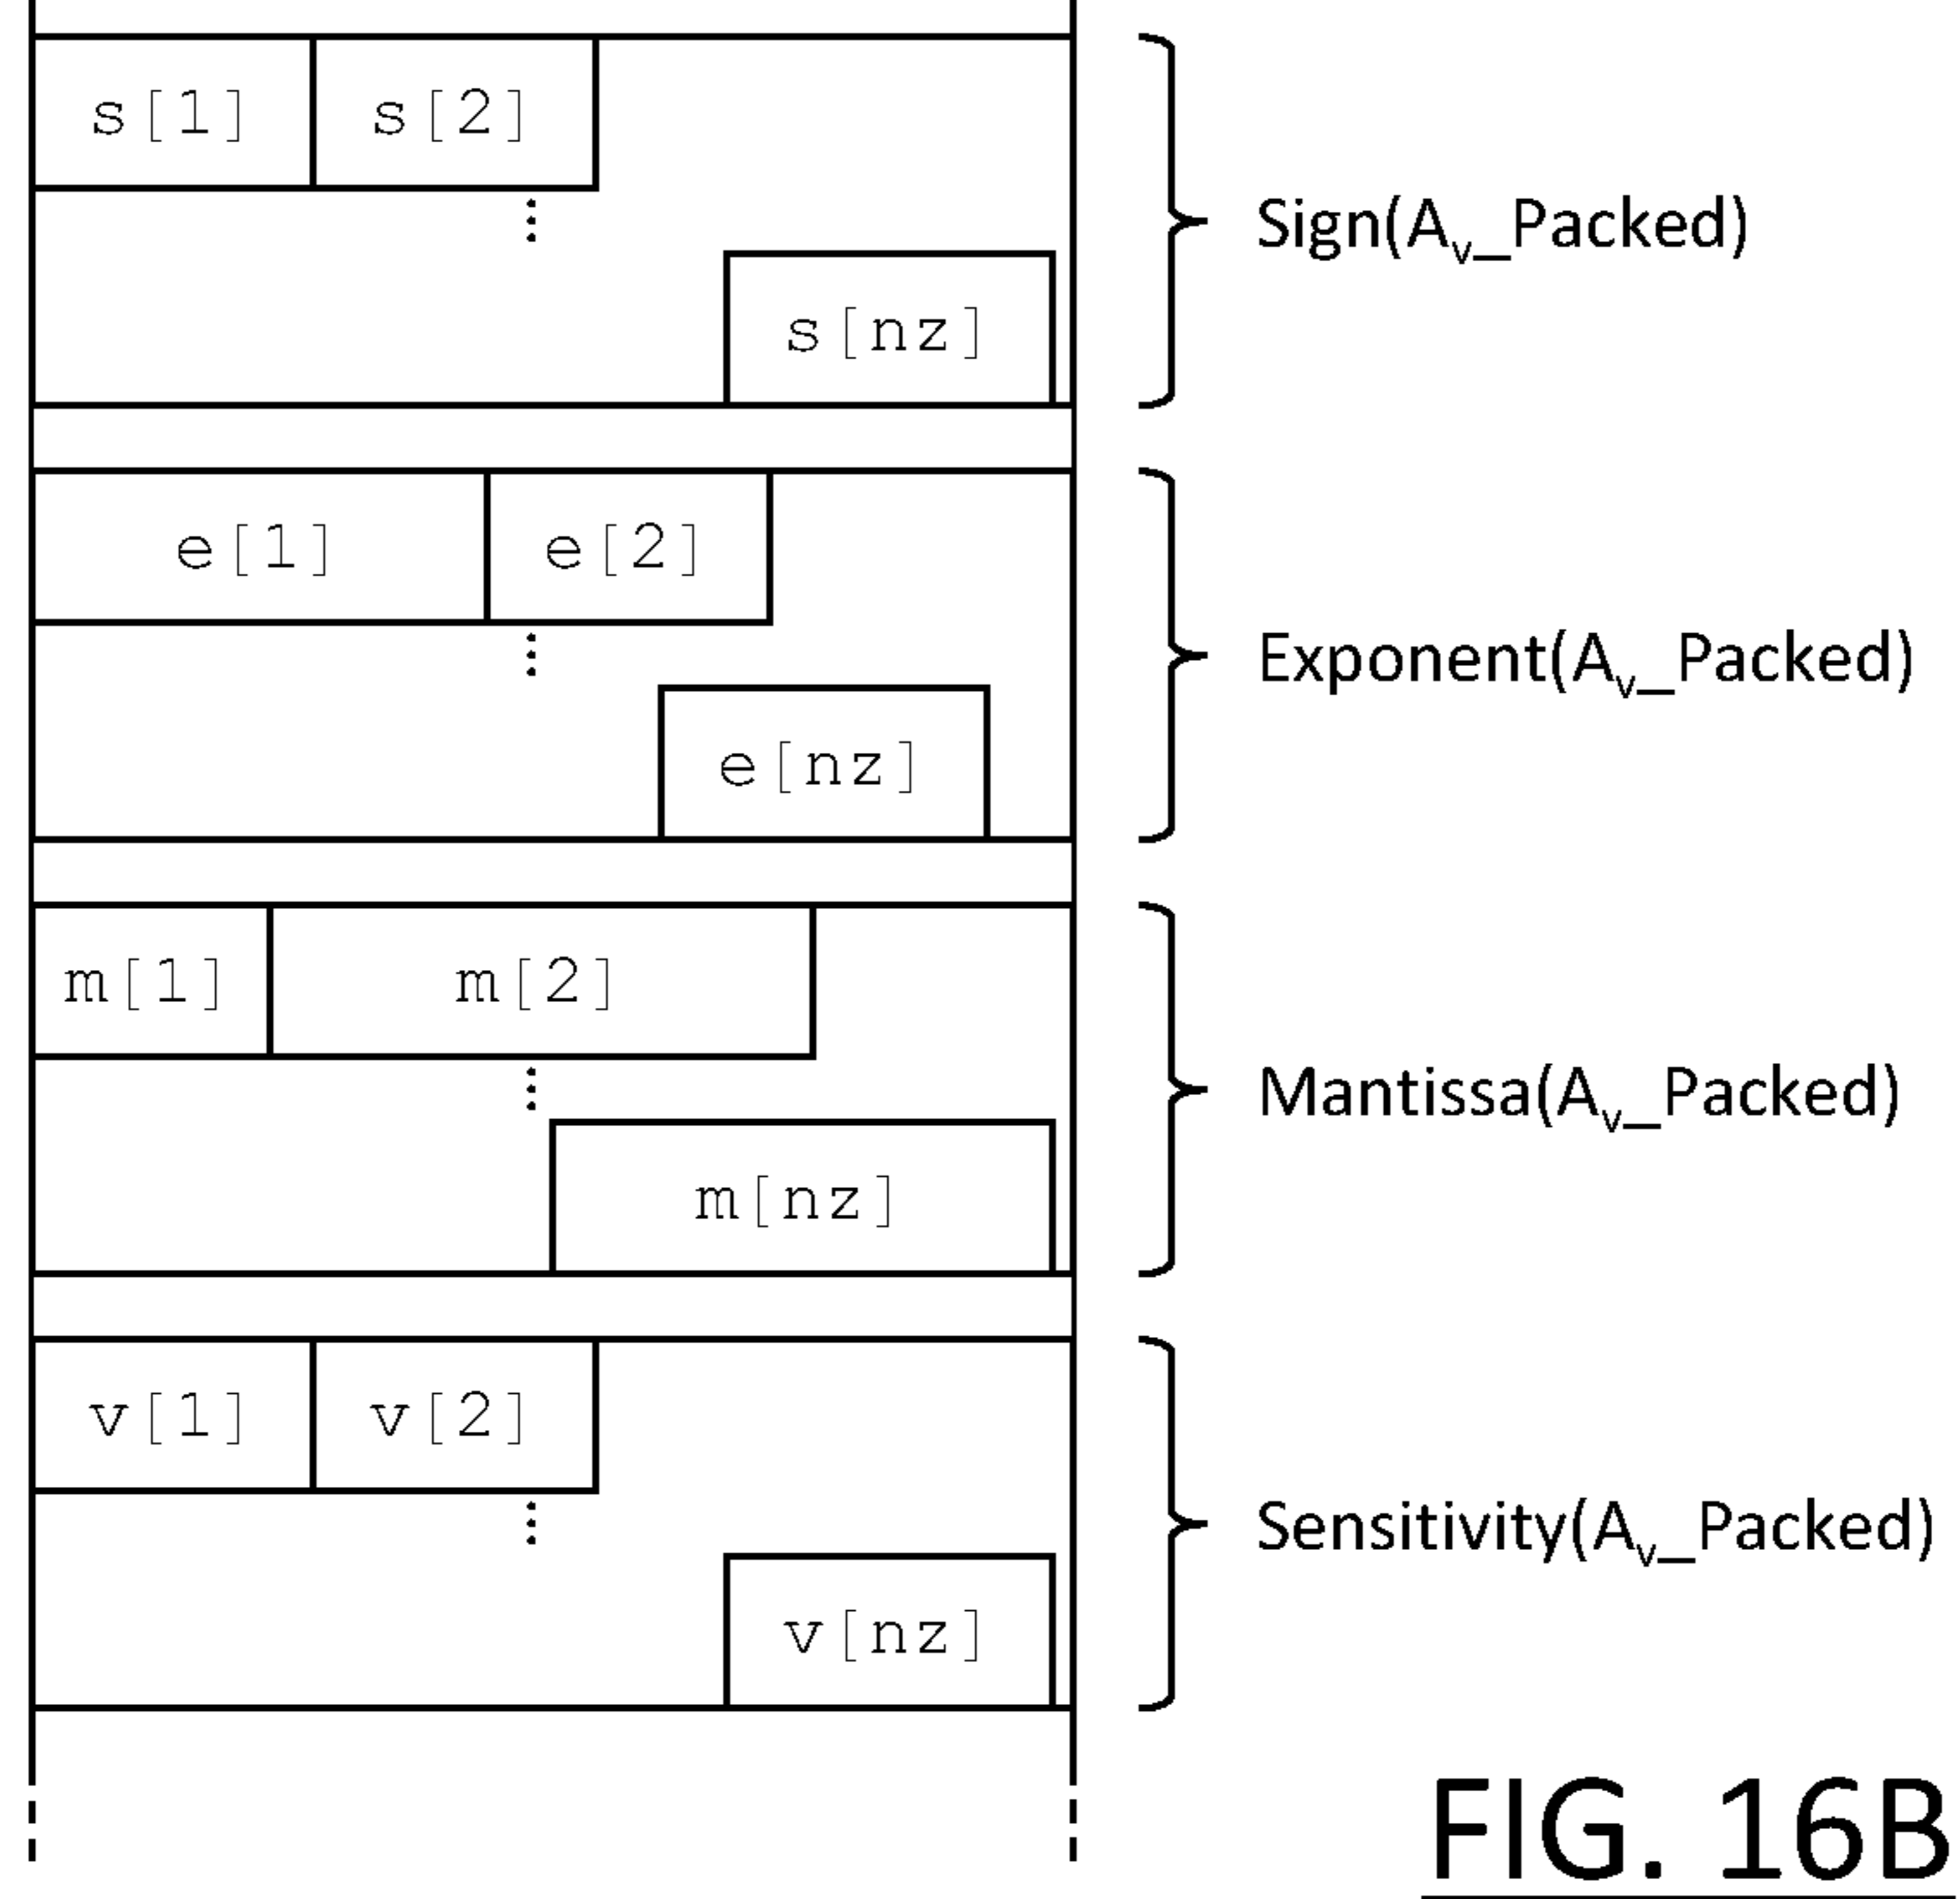 s[1] s[2]
⋮
Sign(Av_Packed)
s[nz]
e[1] e[2]
⋮
Exponent(Av_Packed)
e[nz]
m[1] m[2]
⋮
Mantissa(Av_Packed)
m[nz]
v[1] v[2]
⋮
Sensitivity(Av_Packed)
v[nz]
FIG. 16B